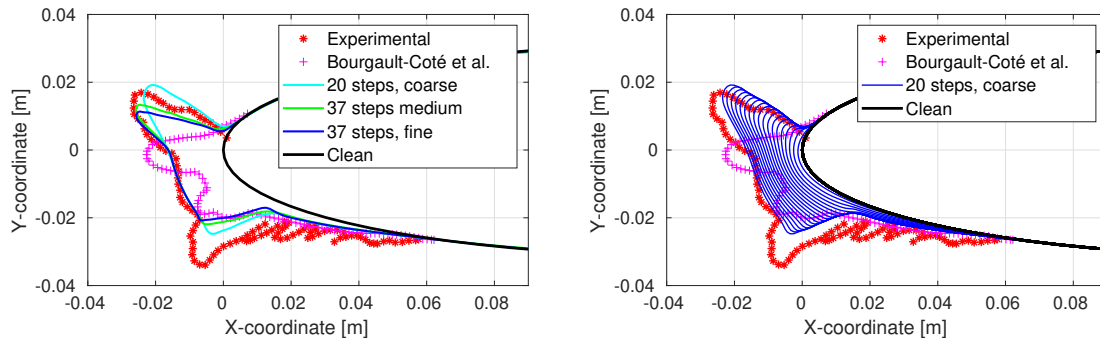 0.04
0.02
0
-0.02
-0.04
Y-coordinate [m]
-0.04 -0.02 0 0.02 0.04 0.06 0.08
X-coordinate [m]
Experimental
Bourgault-Coté et al.
20 steps, coarse
37 steps medium
37 steps, fine
Clean
0.04
0.02
0
-0.02
-0.04
Y-coordinate [m]
-0.04 -0.02 0 0.02 0.04 0.06 0.08
X-coordinate [m]
Experimental
Bourgault-Coté et al.
20 steps, coarse
Clean